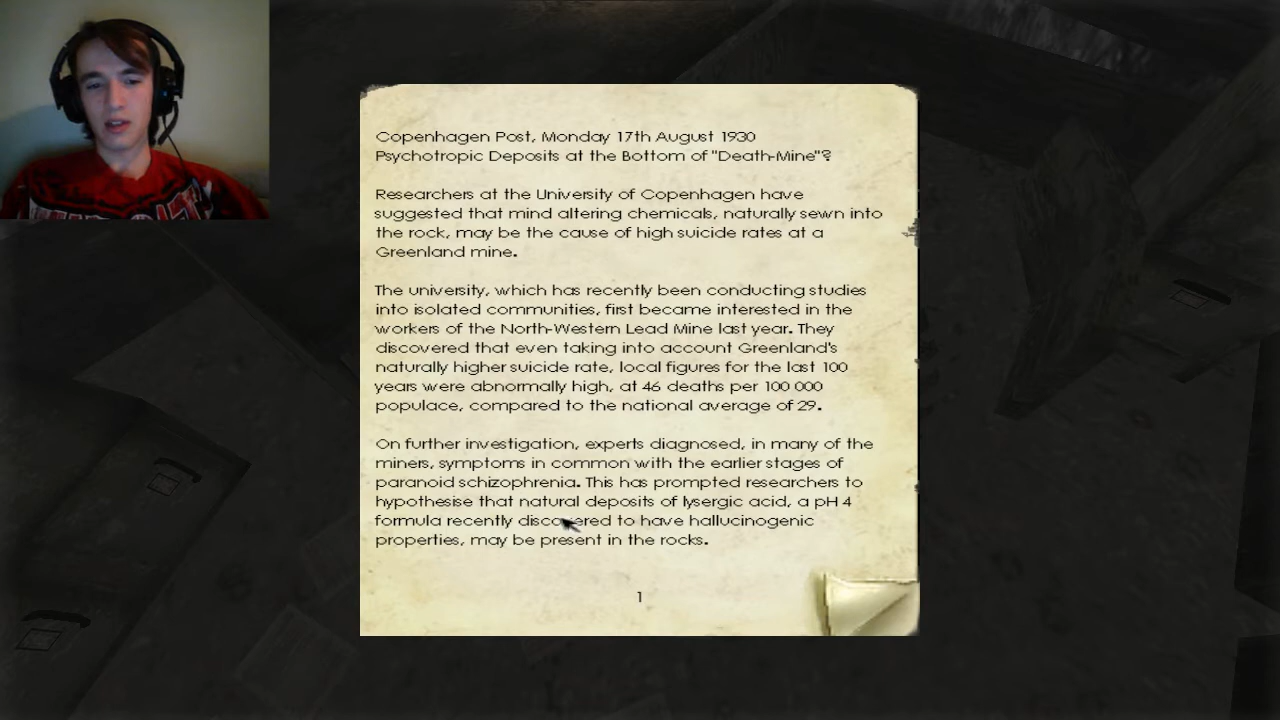 Copenhagen Post, Monday 17th August 1930
Psychotropic Deposits at the Bottom of "Death-Mine"?
Researchers at the University of Copenhagen have
suggested that mind altering chemicals, naturally sewn into
the rock, may be the cause of high suicide rates at a
Greenland mine.
The university, which has recently been conducting studies
into isolated communities, first became interested in the
workers of the North-Western Lead Mine last year. They
discovered that even taking into account Greenland's
naturally higher suicide rate, local figures for the last 100
years were abnormally high, at 46 deaths per 100 000
populace, compared to the national average of 29.
On further investigation, experts diagnosed, in many of the
miners, symptoms in common with the earlier stages of
paranoid schizophrenia. This has prompted researchers to
hypothesise that natural deposits of lysergic acid, a pH 4
formula recently discovered to have hallucinogenic
properties, may be present in the rocks.
1